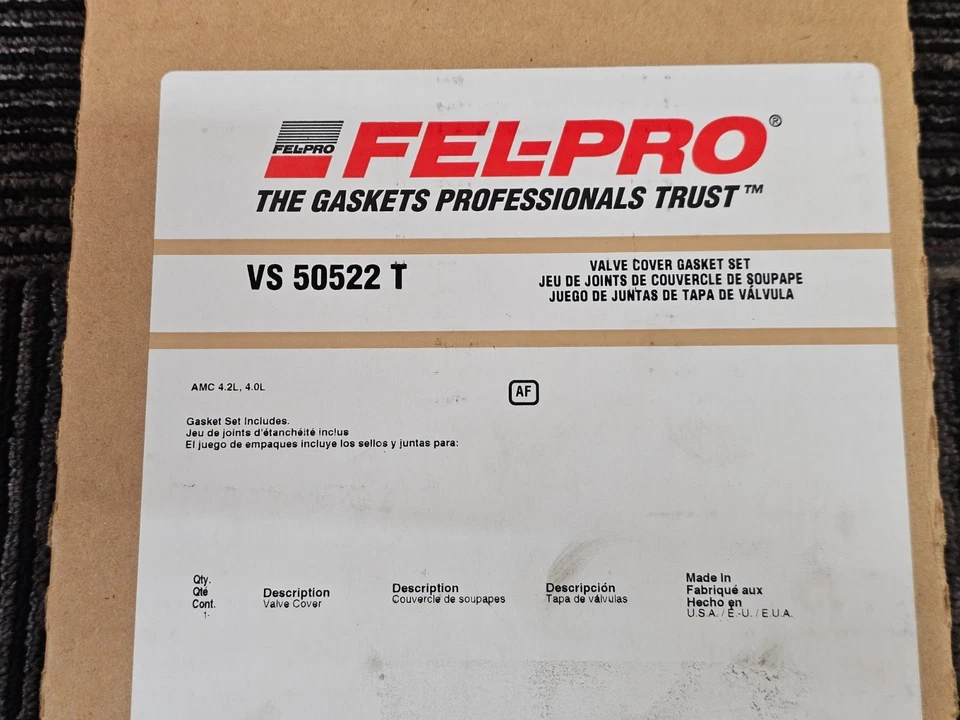 FEL-PRO
FEL-PRO®
THE GASKETS PROFESSIONALS TRUST™
VS 50522 T
VALVE COVER GASKET SET
JEU DE JOINTS DE COUVERCLE DE SOUPAPE
JUEGO DE JUNTAS DE TAPA DE VÁLVULA
AMC 4.2L, 4.0L
AF
Gasket Set Includes.
Jeu de joints d'étanchéité inclus
El juego de empaques incluye los sellos y juntas para:
Qty.
Qté
Cont.
1-
Description
Valve Cover
Description
Couvercle de soupapes
Descripción
Tapa de válvulas
Made In
Fabriqué aux
Hecho en
U.S.A. / É.-U. / E.U.A.